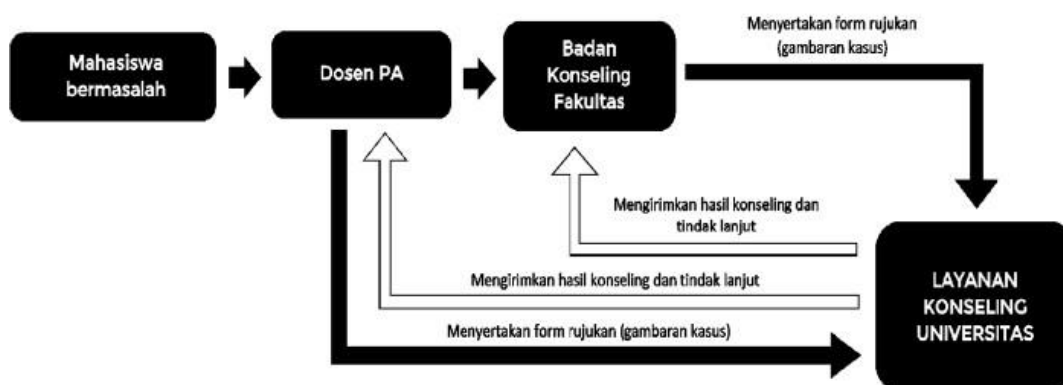 Mahasiswa
bermasalah
Dosen PA
Badan
Konseling
Fakultas
Menyertakan form rujukan
(gambaran kasus)
Mengirimkan hasil konseling dan
tindak lanjut
Mengirimkan hasil konseling dan tindak lanjut
Menyertakan form rujukan (gambaran kasus)
LAYANAN
KONSELING
UNIVERSITAS